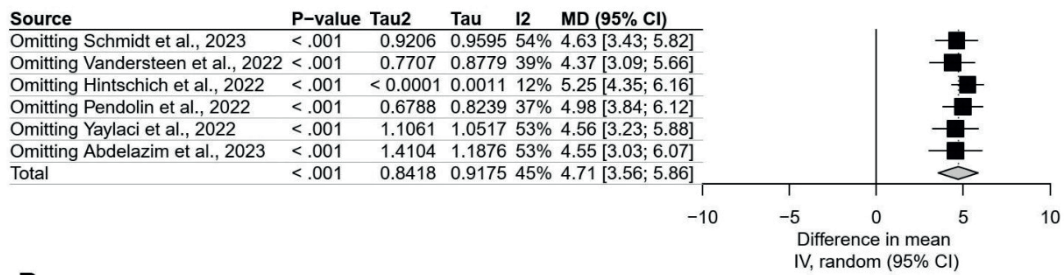 Source P−value Tau2 Tau I2 MD (95% CI)
Omitting Schmidt et al., 2023 < .001 0.9206 0.9595 54% 4.63 [3.43; 5.82]
Omitting Vandersteen et al., 2022 < .001 0.7707 0.8779 39% 4.37 [3.09; 5.66]
Omitting Hintschich et al., 2022 < .001 < 0.0001 0.0011 12% 5.25 [4.35; 6.16]
Omitting Pendolin et al., 2022 < .001 0.6788 0.8239 37% 4.98 [3.84; 6.12]
Omitting Yaylaci et al., 2022 < .001 1.1061 1.0517 53% 4.56 [3.23; 5.88]
Omitting Abdelazim et al., 2023 < .001 1.4104 1.1876 53% 4.55 [3.03; 6.07]
Total < .001 0.8418 0.9175 45% 4.71 [3.56; 5.86]
−10 −5 0 5 10
Difference in mean
IV, random (95% CI)